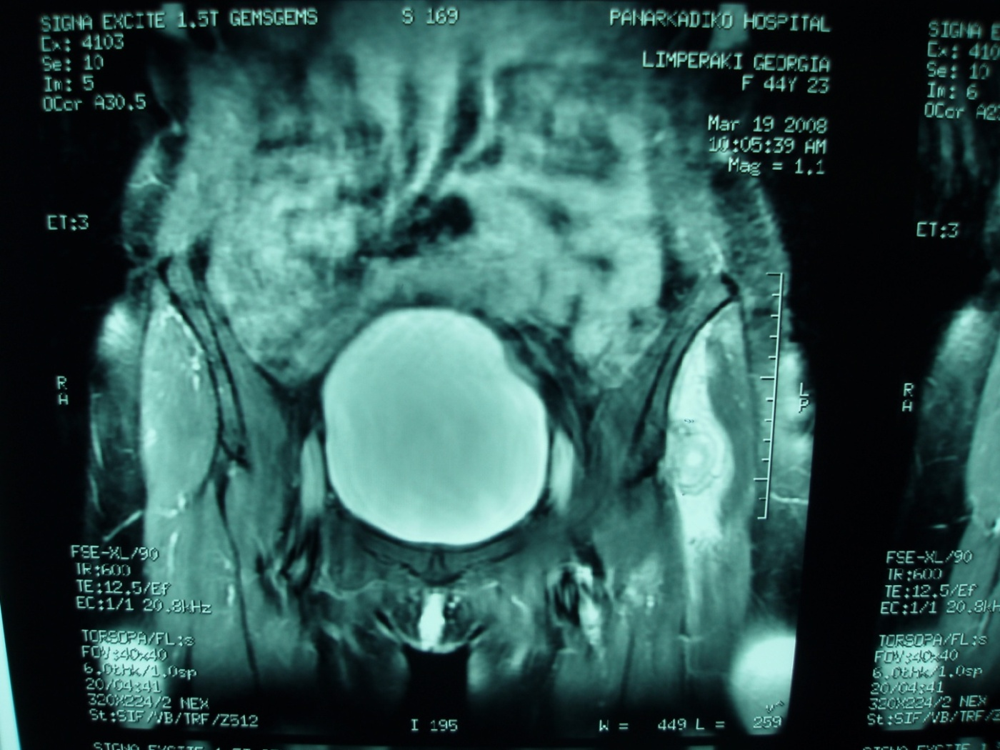 SIGNA EXCITE 1.5T GEMSGEMS
Ex: 4103
Se: 10
Im: 5
OCor A30.5
S 169
PANARKADIKO HOSPITAL
LIMPERAKI GEORGIA
F 44Y 23
Mar 19 2008
10:05:39 AM
Mag = 1.1
ET:3
R
A
L
P
FSE-XL/90
TR:600
TE:12.5/Ef
EC:1/1 20.8kHz
TORSOPA/FL:s
FOV:40x40
6.0thk/1.0sp
20/04:41
320X224/2 NEX
St:SIF/VB/TRF/Z512
I 195
W = 449 L = 259
SIGNA E
Ex: 410
Se: 10
Im: 6
OCor A2
ET:3
R
A
FSE-XL/90
TR:600
TE:12.5/Ef
EC:1/1 20.8kH
TORSOPA/FL:s
FOV:40x40
6.0thk/1.0sp
20/04:41
320X224/2 NEX
St:SIF/VB/TRF/Z5